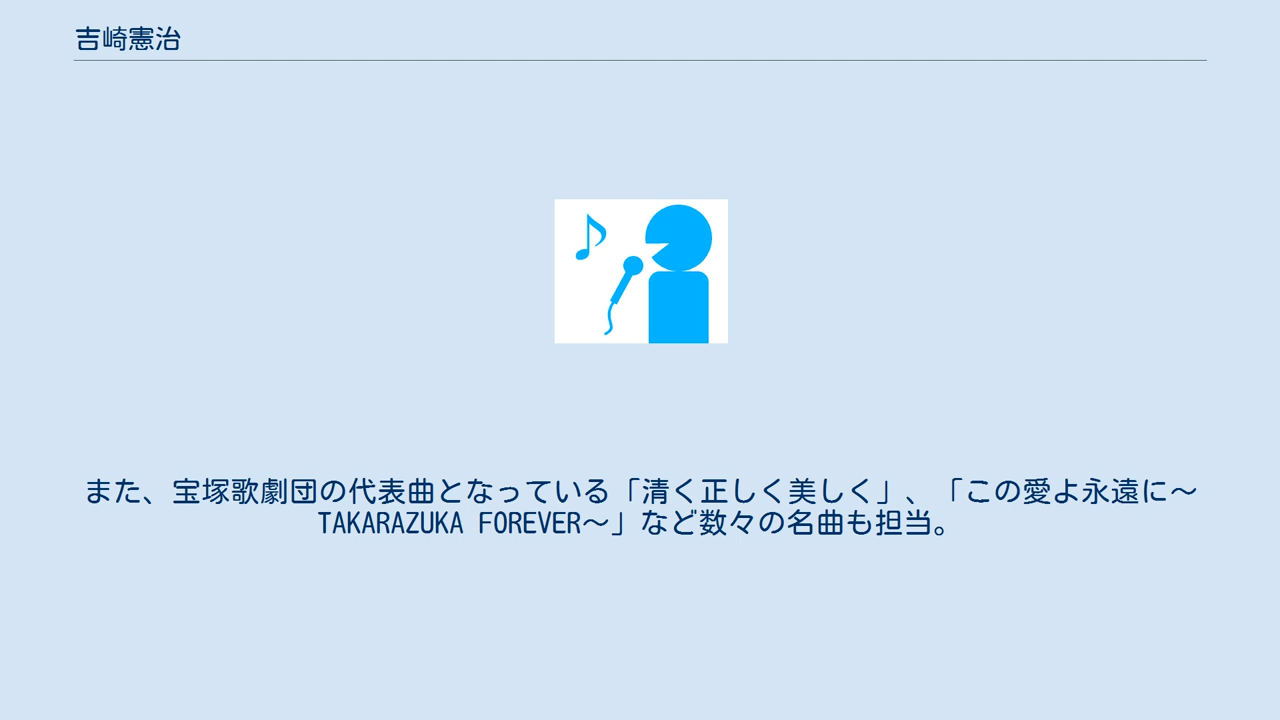 吉崎憲治
また、宝塚歌劇団の代表曲となっている「清く正しく美しく」、「この愛よ永遠に～
TAKARAZUKA FOREVER～」など数々の名曲も担当。